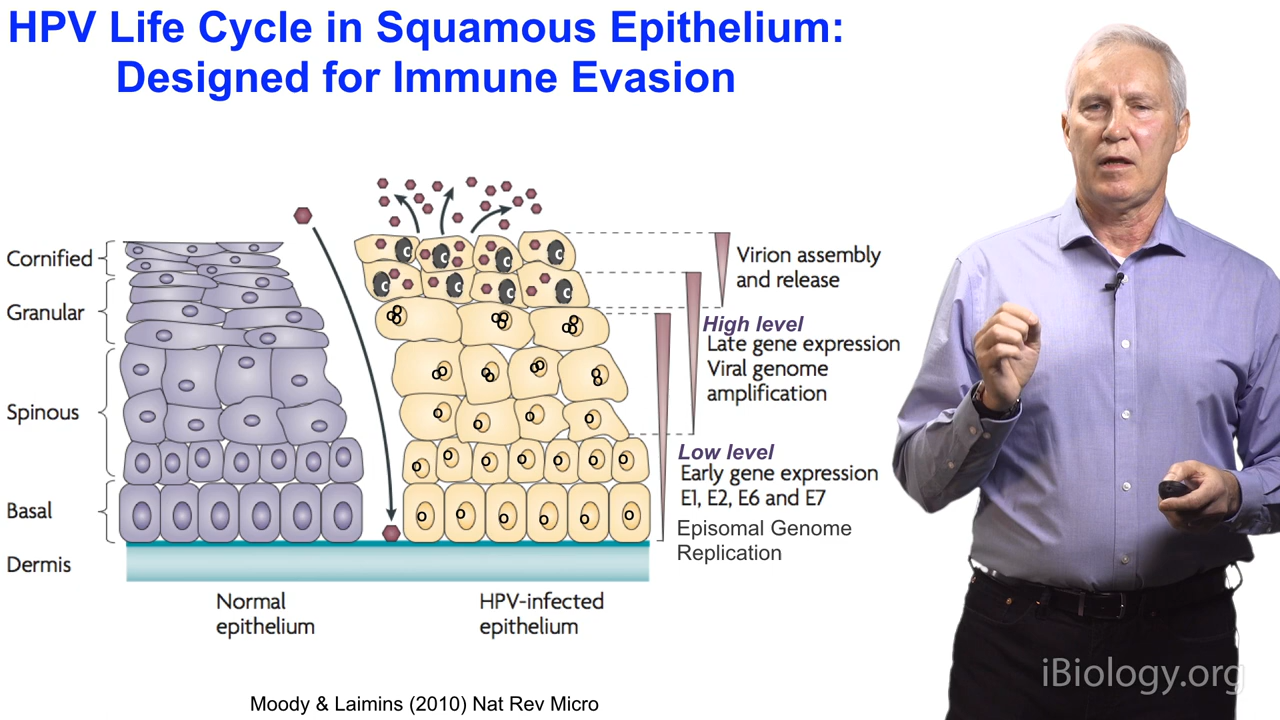 HPV Life Cycle in Squamous Epithelium:
Designed for Immune Evasion
Cornified
Granular
Spinous
Basal
Dermis
C
C
C
C
C
C
C
C
Virion assembly
and release
High level
Late gene expression
Viral genome
amplification
Low level
Early gene expression
E1, E2, E6 and E7
Episomal Genome
Replication
Normal
epithelium
HPV-infected
epithelium
Moody & Laimins (2010) Nat Rev Micro
iBiology.org